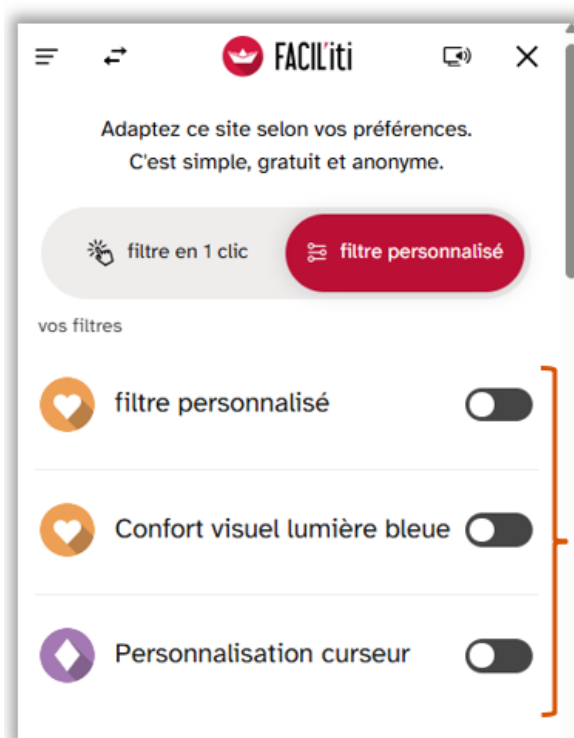 FACIL'iti
Adaptez ce site selon vos préférences.
C'est simple, gratuit et anonyme.
filtre en 1 clic
filtre personnalisé
vos filtres
filtre personnalisé
Confort visuel lumière bleue
Personnalisation curseur